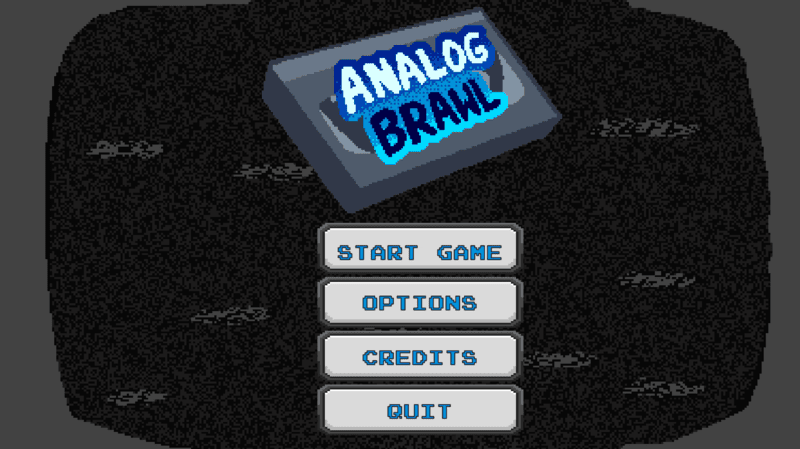 ANALOG
BRAWL
START GAME
OPTIONS
CREDITS
QUIT